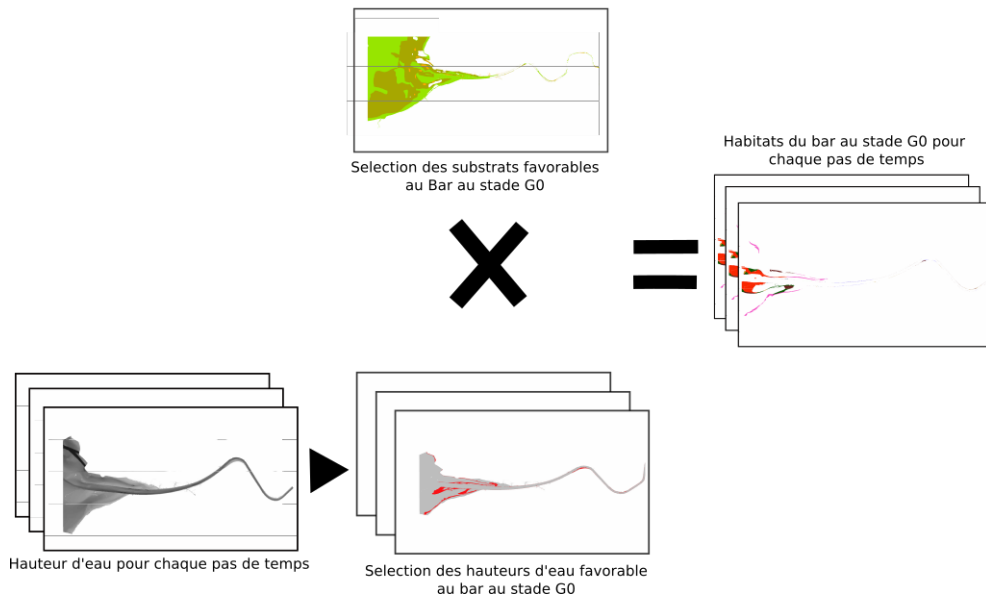 Selection des substrats favorables
au Bar au stade G0
Habitats du bar au stade G0 pour
chaque pas de temps
Hauteur d'eau pour chaque pas de temps
Selection des hauteurs d'eau favorable
au bar au stade G0